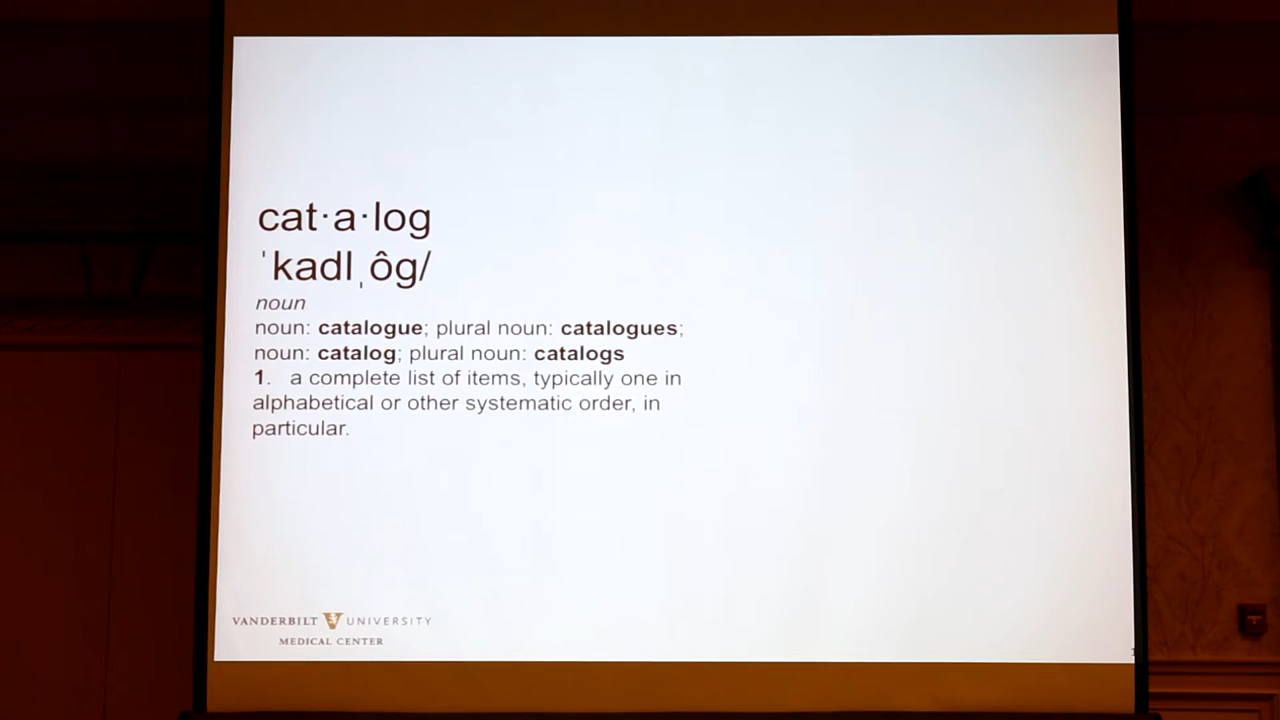 cat·a·log
ˈkadlˌôg/
noun
noun: catalogue; plural noun: catalogues;
noun: catalog; plural noun: catalogs
1. a complete list of items, typically one in
alphabetical or other systematic order, in
particular.
VANDERBILT UNIVERSITY
MEDICAL CENTER